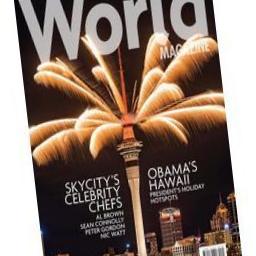 World
MAGAZINE
SKYCITY'S
CELEBRITY
CHEFS
AL BROWN
SEAN CONNOLLY
PETER GORDON
NIC WATT
OBAMA'S
HAWAII
PRESIDENT'S HOLIDAY
HOTSPOTS